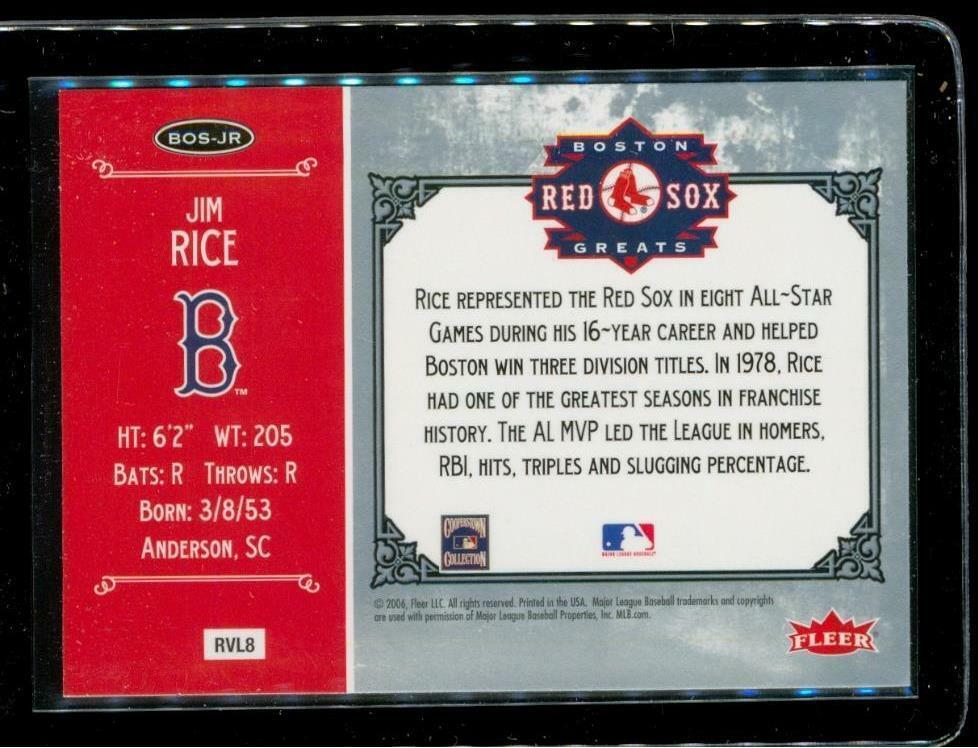 BOS-JR
JIM
RICE
B
™
HT: 6'2" WT: 205
BATS: R THROWS: R
BORN: 3/8/53
ANDERSON, SC
RVL8
BOSTON
RED SOX
GREATS
RICE REPRESENTED THE RED SOX IN EIGHT ALL~STAR
GAMES DURING HIS 16~YEAR CAREER AND HELPED
BOSTON WIN THREE DIVISION TITLES. IN 1978, RICE
HAD ONE OF THE GREATEST SEASONS IN FRANCHISE
HISTORY. THE AL MVP LED THE LEAGUE IN HOMERS,
RBI, HITS, TRIPLES AND SLUGGING PERCENTAGE.
COOPERSTOWN
COLLECTION
MAJOR LEAGUE BASEBALL
© 2006, Fleer LLC. All rights reserved. Printed in the USA. Major League Baseball trademarks and copyrights
are used with permission of Major League Baseball Properties, Inc. MLB.com.
FLEER